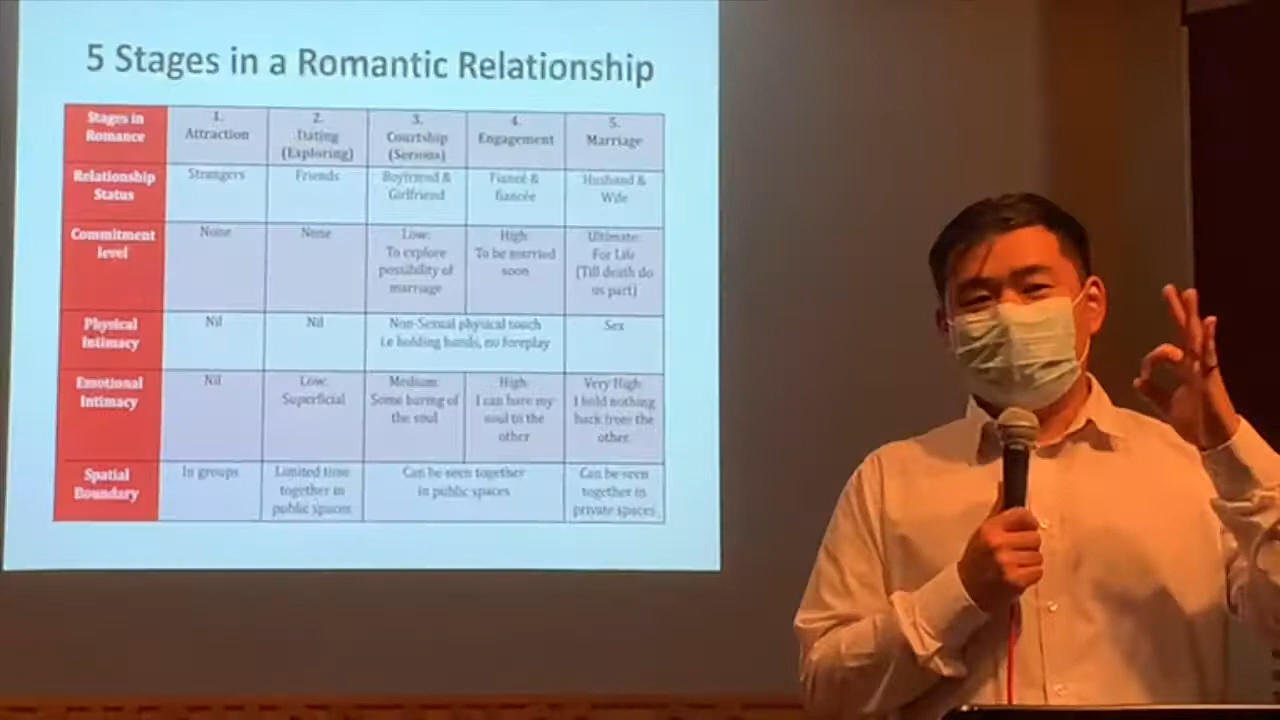 5 Stages in a Romantic Relationship
Stages in
Romance
1.
Attraction
2.
Dating
(Exploring)
3.
Courtship
(Serious)
4.
Engagement
5.
Marriage
Relationship
Status
Strangers
Friends
Boyfriend &
Girlfriend
Fiancé &
fiancée
Husband &
Wife
Commitment
level
None
None
Low:
To explore
possibility of
marriage
High:
To be married
soon
Ultimate:
For Life
(Till death do
us part)
Physical
Intimacy
Nil
Nil
Non-Sexual physical touch
i.e holding hands, no foreplay
Sex
Emotional
Intimacy
Nil
Low:
Superficial
Medium:
Some baring of
the soul
High:
I can bare my
soul to the
other
Very High:
I hold nothing
back from the
other.
Spatial
Boundary
In groups
Limited time
together in
public spaces
Can be seen together
in public spaces
Can be seen
together in
private spaces